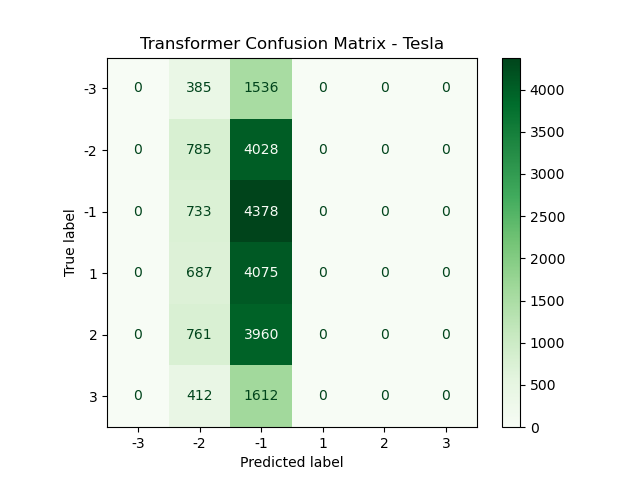 Transformer Confusion Matrix - Tesla
-3 0 385 1536 0 0 0
-2 0 785 4028 0 0 0
-1 0 733 4378 0 0 0
1 0 687 4075 0 0 0
2 0 761 3960 0 0 0
3 0 412 1612 0 0 0
-3 -2 -1 1 2 3
Predicted label
True label
4000
3500
3000
2500
2000
1500
1000
500
0